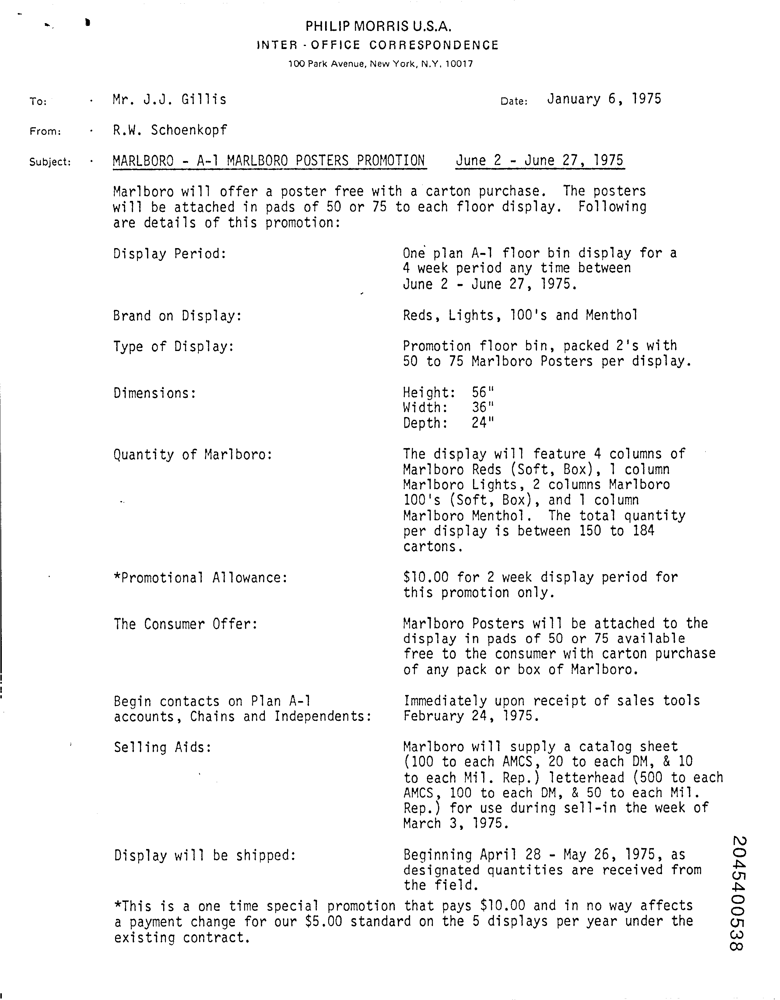 PHILIP MORRIS U.S.A.
INTER - OFFICE CORRESPONDENCE
100 Park Avenue, New York, N.Y. 10017
To: Mr. J.J. Gillis Date: January 6, 1975
From: R.W. Schoenkopf
Subject: MARLBORO - A-1 MARLBORO POSTERS PROMOTION June 2 - June 27, 1975
Marlboro will offer a poster free with a carton purchase. The posters
will be attached in pads of 50 or 75 to each floor display. Following
are details of this promotion:
Display Period: One plan A-1 floor bin display for a
4 week period any time between
June 2 - June 27, 1975.
Brand on Display: Reds, Lights, 100's and Menthol
Type of Display: Promotion floor bin, packed 2's with
50 to 75 Marlboro Posters per display.
Dimensions: Height: 56"
Width: 36"
Depth: 24"
Quantity of Marlboro: The display will feature 4 columns of
Marlboro Reds (Soft, Box), 1 column
Marlboro Lights, 2 columns Marlboro
100's (Soft, Box), and 1 column
Marlboro Menthol. The total quantity
per display is between 150 to 184
cartons.
*Promotional Allowance: $10.00 for 2 week display period for
this promotion only.
The Consumer Offer: Marlboro Posters will be attached to the
display in pads of 50 or 75 available
free to the consumer with carton purchase
of any pack or box of Marlboro.
Begin contacts on Plan A-1 Immediately upon receipt of sales tools
accounts, Chains and Independents: February 24, 1975.
Selling Aids: Marlboro will supply a catalog sheet
(100 to each AMCS, 20 to each DM, & 10
to each Mil. Rep.) letterhead (500 to each
AMCS, 100 to each DM, & 50 to each Mil.
Rep.) for use during sell-in the week of
March 3, 1975.
Display will be shipped: Beginning April 28 - May 26, 1975, as
designated quantities are received from
the field.
*This is a one time special promotion that pays $10.00 and in no way affects
a payment change for our $5.00 standard on the 5 displays per year under the
existing contract.
2045400538